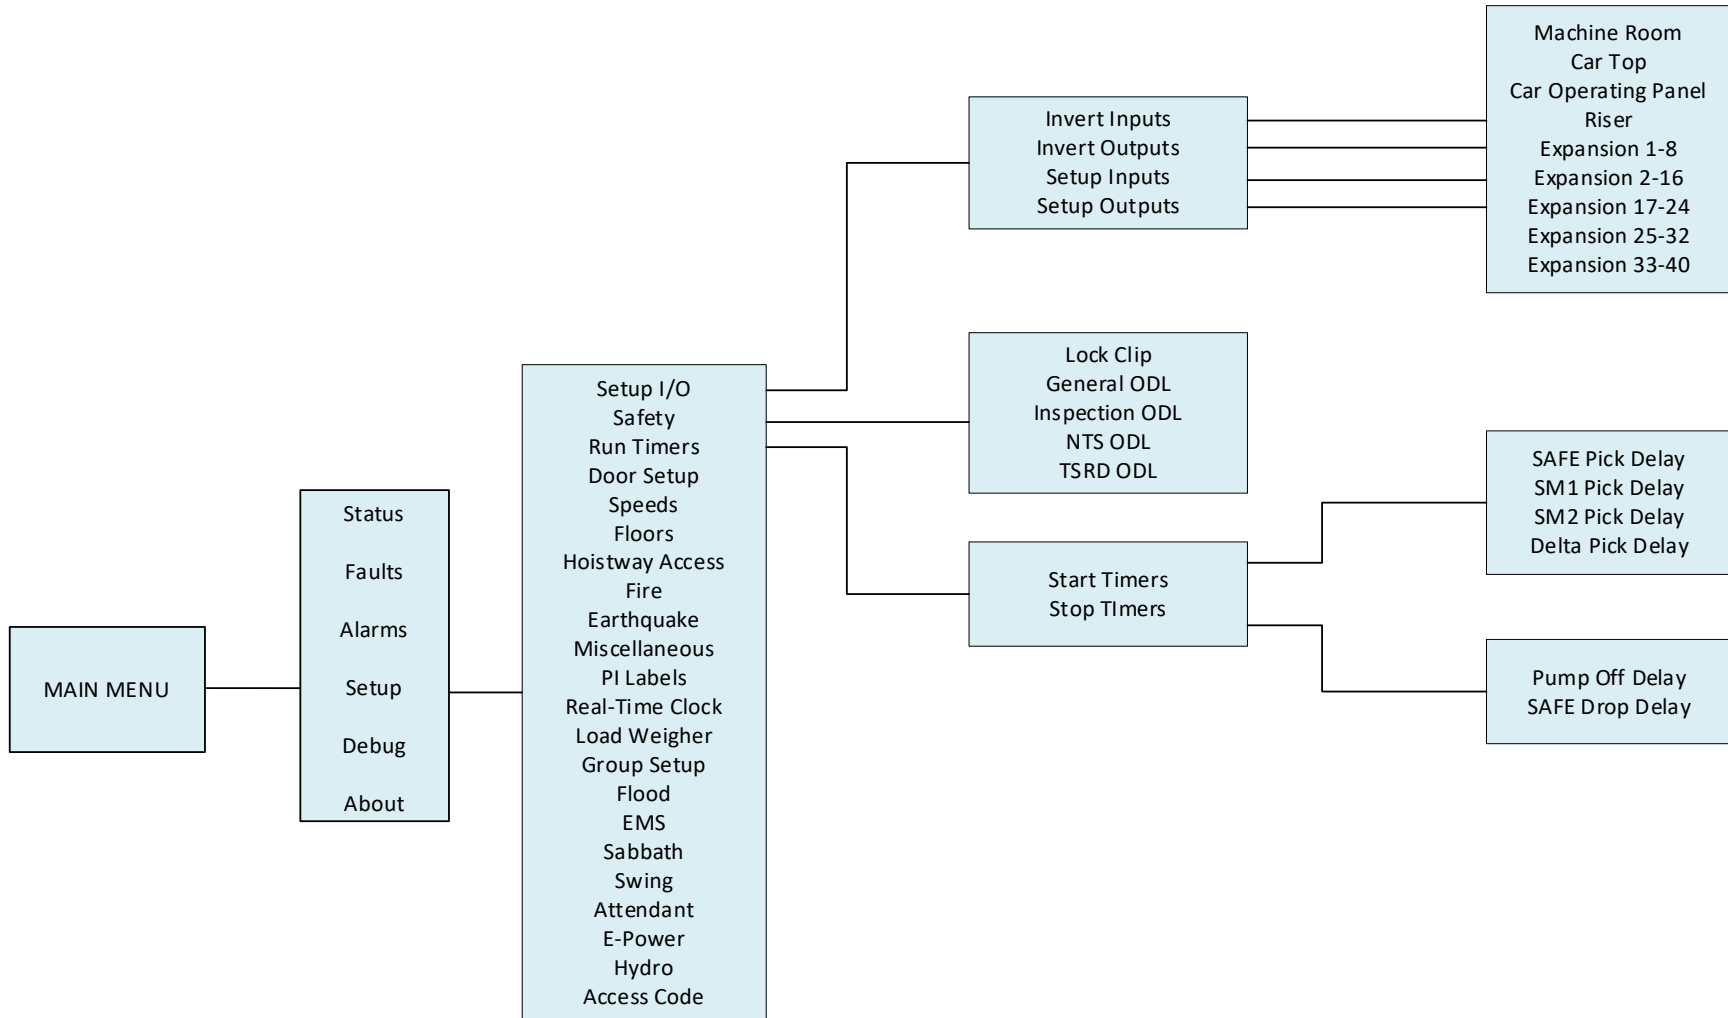 MAIN MENU
Status
Faults
Alarms
Setup
Debug
About
Setup I/O
Safety
Run Timers
Door Setup
Speeds
Floors
Hoistway Access
Fire
Earthquake
Miscellaneous
PI Labels
Real-Time Clock
Load Weigher
Group Setup
Flood
EMS
Sabbath
Swing
Attendant
E-Power
Hydro
Access Code
Invert Inputs
Invert Outputs
Setup Inputs
Setup Outputs
Lock Clip
General ODL
Inspection ODL
NTS ODL
TSRD ODL
Start Timers
Stop TImers
Machine Room
Car Top
Car Operating Panel
Riser
Expansion 1-8
Expansion 2-16
Expansion 17-24
Expansion 25-32
Expansion 33-40
SAFE Pick Delay
SM1 Pick Delay
SM2 Pick Delay
Delta Pick Delay
Pump Off Delay
SAFE Drop Delay